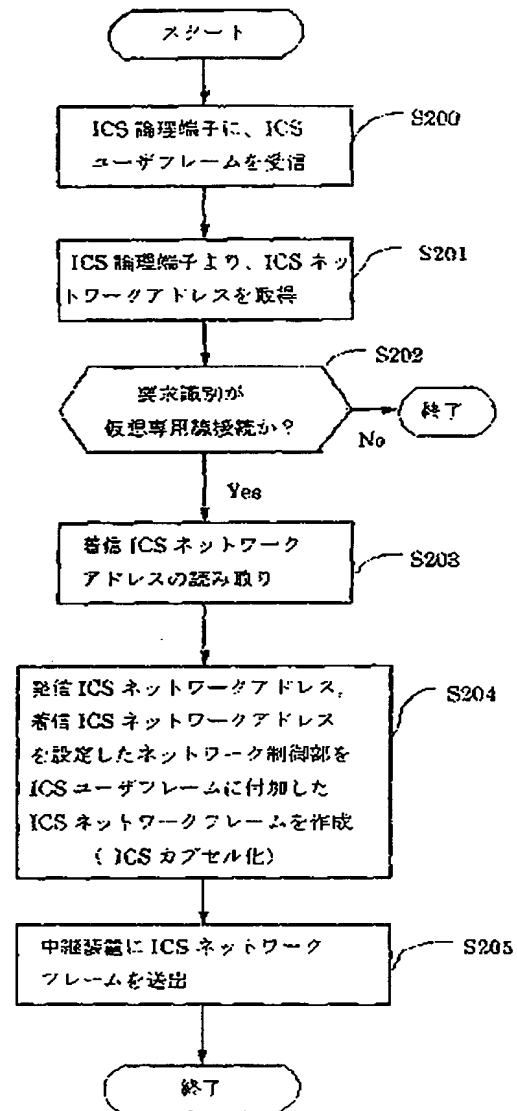 スタート
ICS 論理端子に、ICS
ユーザフレームを受信
S200
ICS 論理端子より、ICS ネッ
トワークアドレスを取得
S201
S202
要求識別が
仮想専用線接続か?
No
終了
Yes
着信 ICS ネットワーク
アドレスの読み取り
S203
発信 ICS ネットワークアドレス,
着信 ICS ネットワークアドレス
を設定したネットワーク制御部を
ICS ユーザフレームに付加した
ICS ネットワークフレームを作成
( ICS カプセル化)
S204
中継装置に ICS ネットワーク
フレームを送出
S205
終了